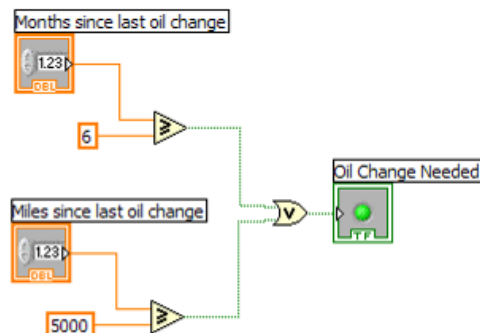 Months since last oil change
1.23
DBL
6
Oil Change Needed
TF
Miles since last oil change
1.23
DBL
5000